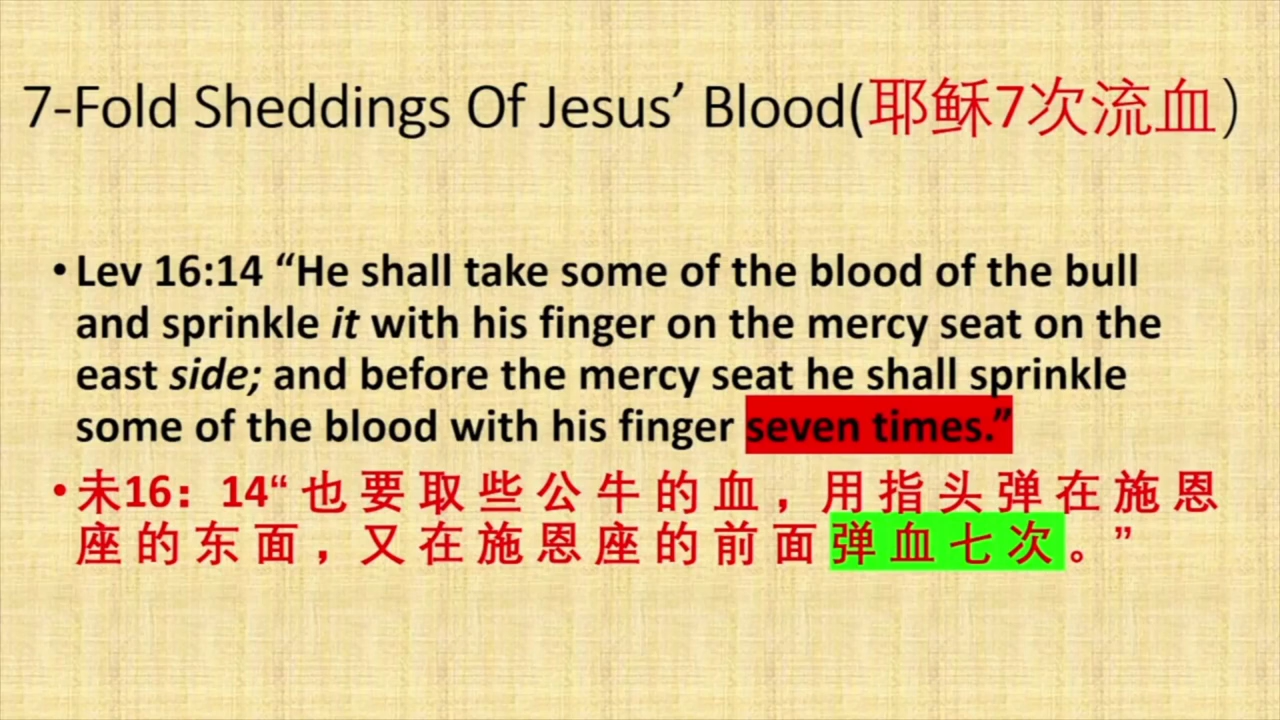 7-Fold Sheddings Of Jesus’ Blood(耶稣7次流血)
• Lev 16:14 “He shall take some of the blood of the bull
and sprinkle it with his finger on the mercy seat on the
east side; and before the mercy seat he shall sprinkle
some of the blood with his finger seven times.”
• 未16：14“ 也 要 取 些 公 牛 的 血 ，用 指 头 弹 在 施 恩
座 的 东 面 ，又 在 施 恩 座 的 前 面 弹 血 七 次 。”